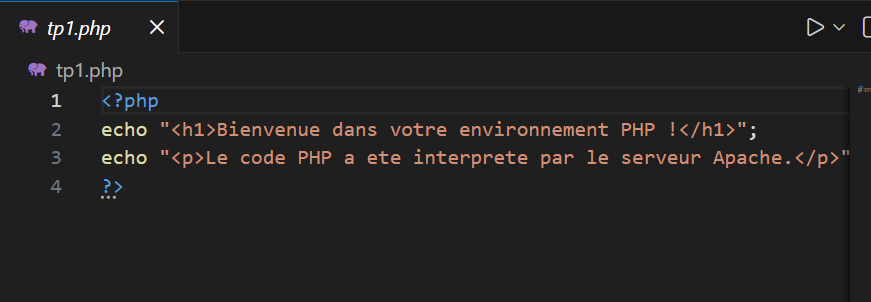 tp1.php
tp1.php
1 <?php
2 echo "<h1>Bienvenue dans votre environnement PHP !</h1>";
3 echo "<p>Le code PHP a ete interprete par le serveur Apache.</p>"
4 ?>